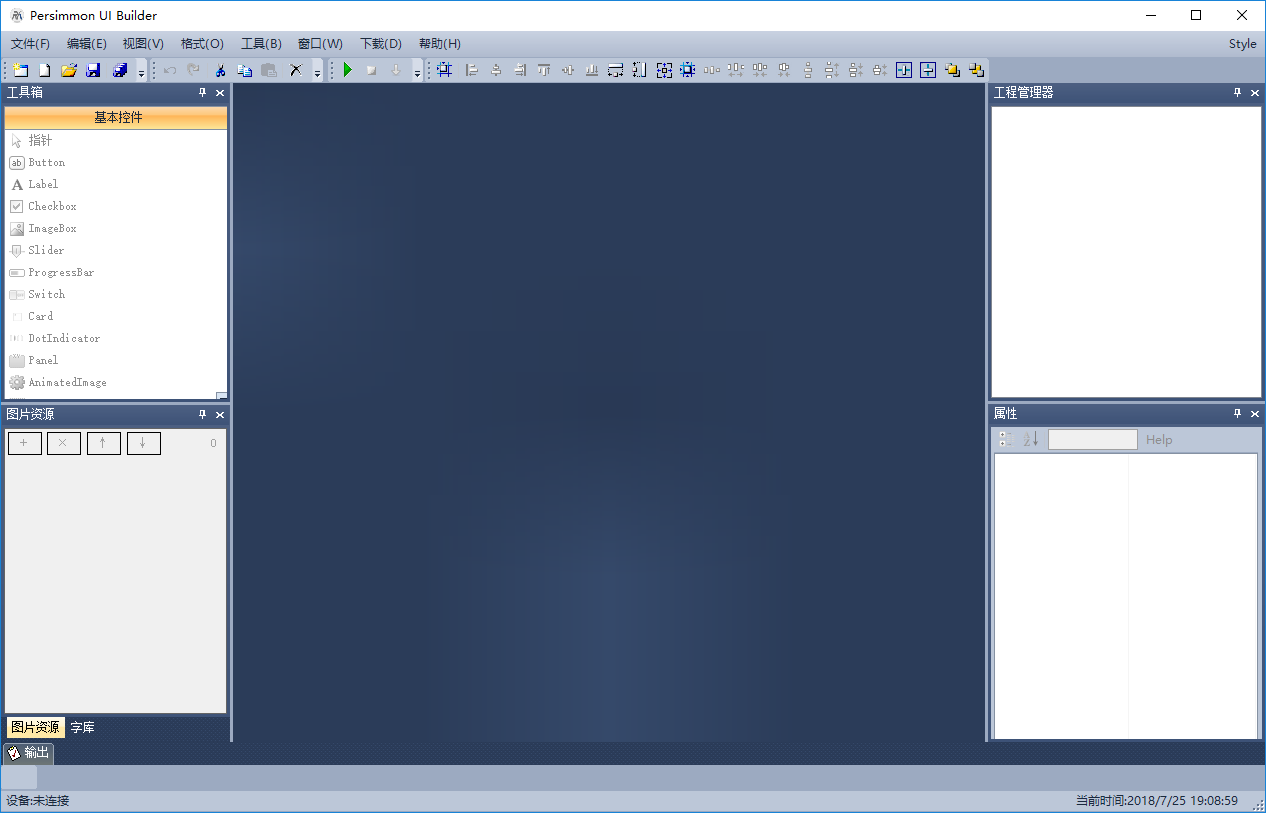 Persimmon UI Builder
文件(F) 编辑(E) 视图(V) 格式(O) 工具(B) 窗口(W) 下载(D) 帮助(H) Style
工具箱
基本控件
指针
Button
Label
Checkbox
ImageBox
Slider
ProgressBar
Switch
Card
DotIndicator
Panel
AnimatedImage
图片资源
0
图片资源 字库
工程管理器
属性
Help
输出
设备:未连接 当前时间:2018/7/25 19:08:59